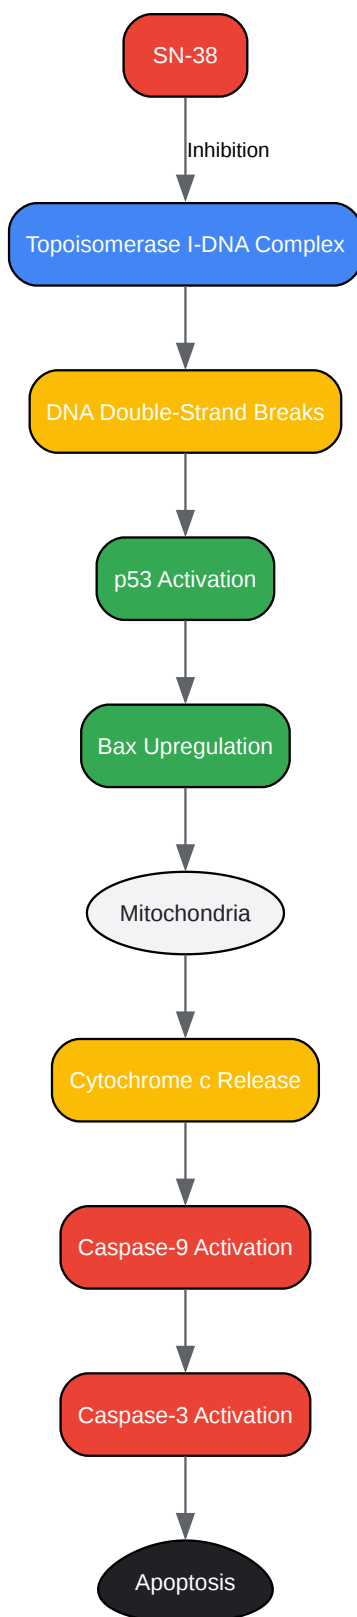 SN-38
Inhibition
Topoisomerase I-DNA Complex
DNA Double-Strand Breaks
p53 Activation
Bax Upregulation
Mitochondria
Cytochrome c Release
Caspase-9 Activation
Caspase-3 Activation
Apoptosis